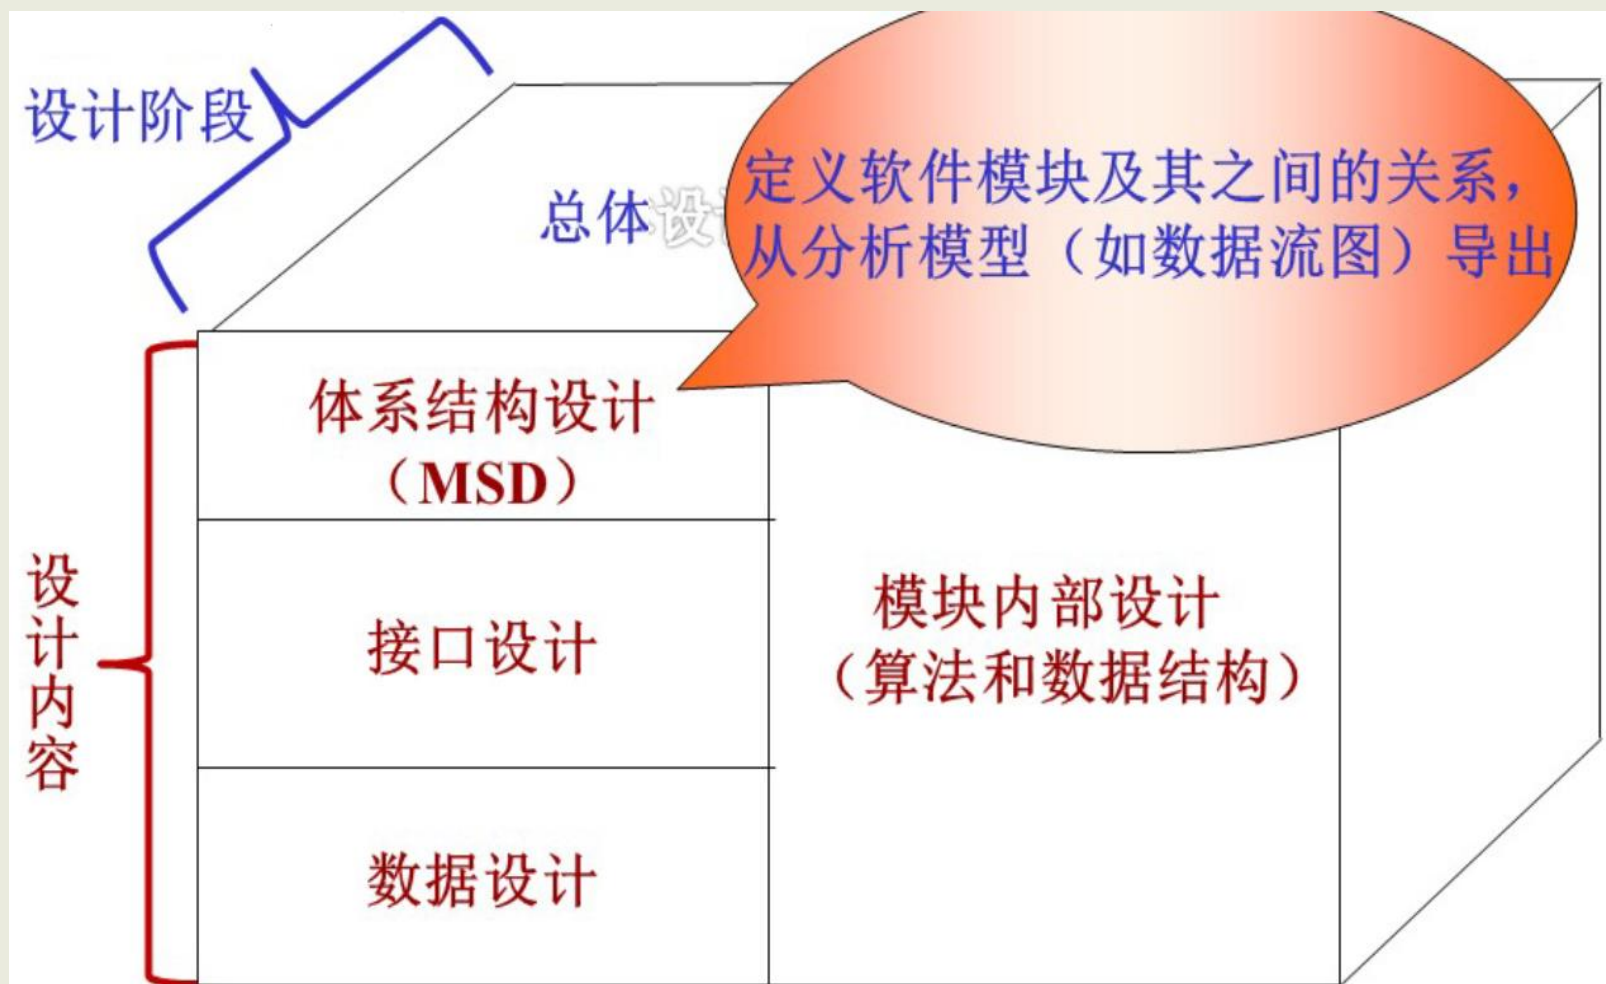 设计阶段
总体设
定义软件模块及其之间的关系，
从分析模型（如数据流图）导出
体系结构设计
（MSD）
设计内容
接口设计
模块内部设计
（算法和数据结构）
数据设计